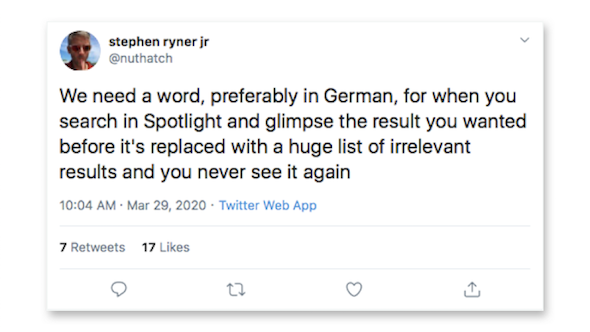 stephen ryner jr
@nuthatch
We need a word, preferably in German, for when you
search in Spotlight and glimpse the result you wanted
before it's replaced with a huge list of irrelevant
results and you never see it again
10:04 AM · Mar 29, 2020 · Twitter Web App
7 Retweets 17 Likes